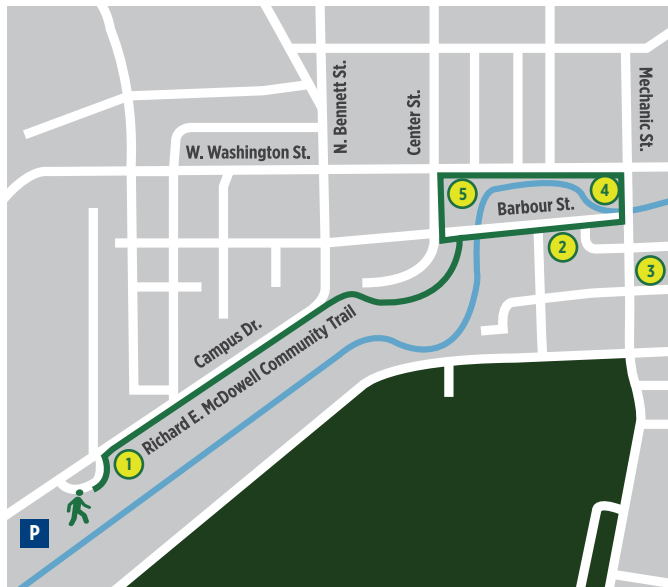 N. Bennett St.
Center St.
Mechanic St.
W. Washington St.
5
4
Barbour St.
2
3
Campus Dr.
Richard E. McDowell Community Trail
1
P